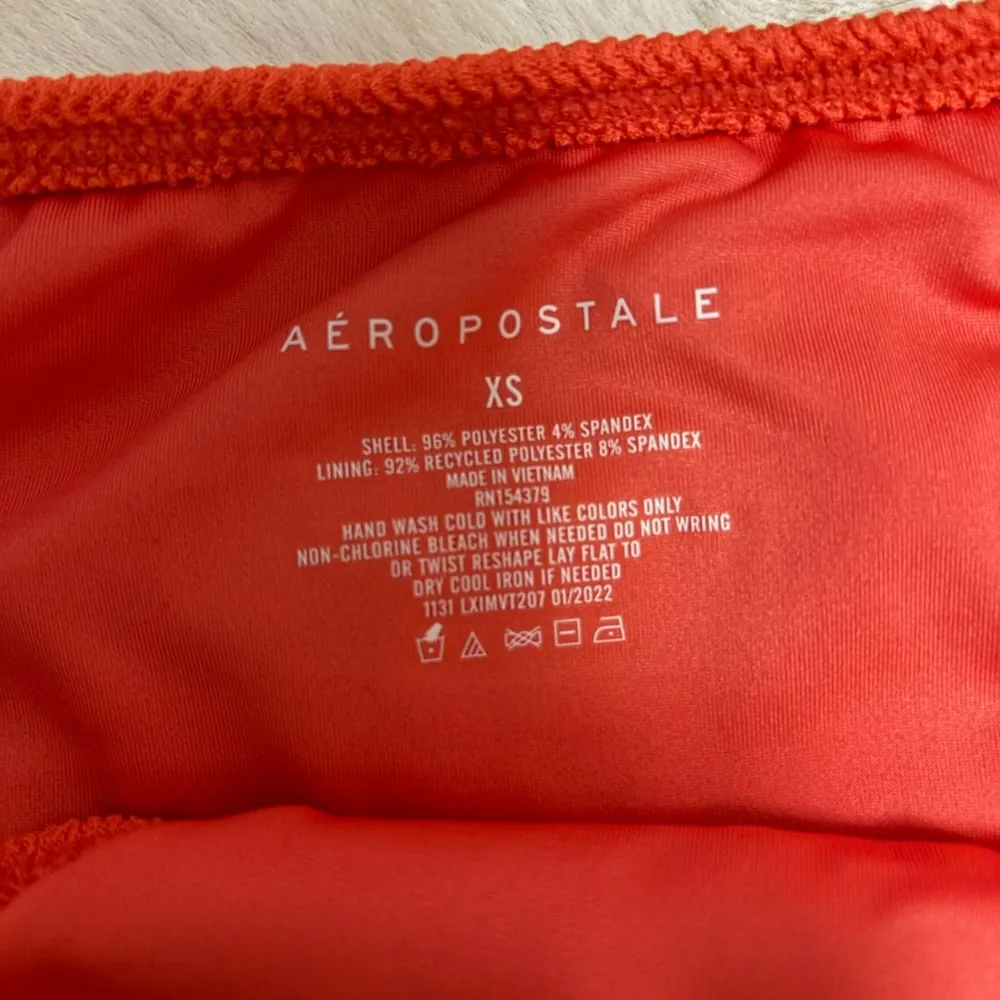 AÉROPOSTALE
XS
SHELL: 96% POLYESTER 4% SPANDEX
LINING: 92% RECYCLED POLYESTER 8% SPANDEX
MADE IN VIETNAM
RN154379
HAND WASH COLD WITH LIKE COLORS ONLY
NON-CHLORINE BLEACH WHEN NEEDED DO NOT WRING
OR TWIST RESHAPE LAY FLAT TO
DRY COOL IRON IF NEEDED
1131 LXIMVT207 01/2022